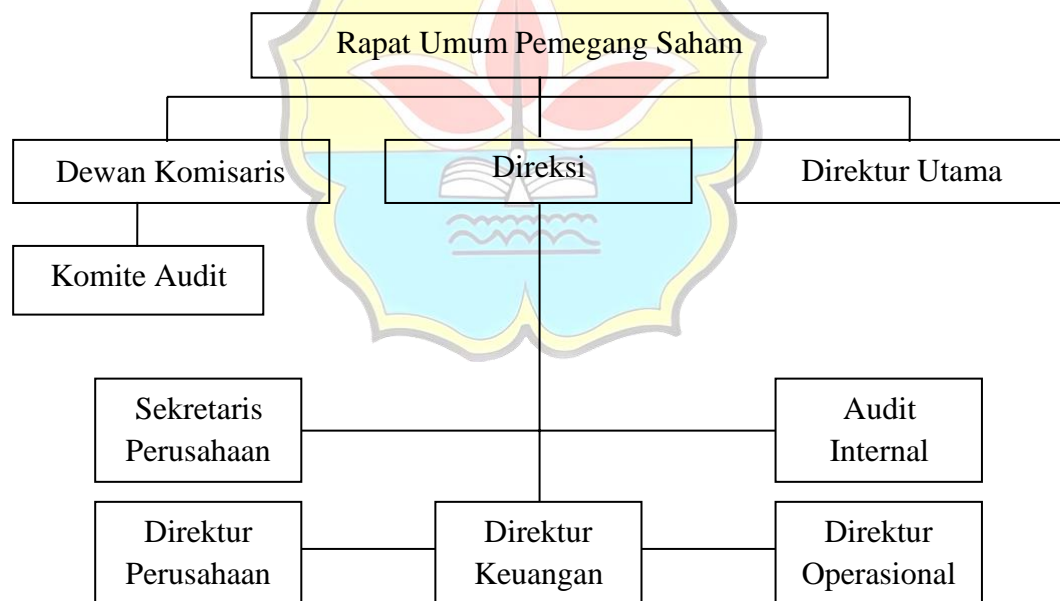 Rapat Umum Pemegang Saham
Dewan Komisaris
Direksi
Direktur Utama
Komite Audit
Sekretaris
Perusahaan
Audit
Internal
Direktur
Perusahaan
Direktur
Keuangan
Direktur
Operasional